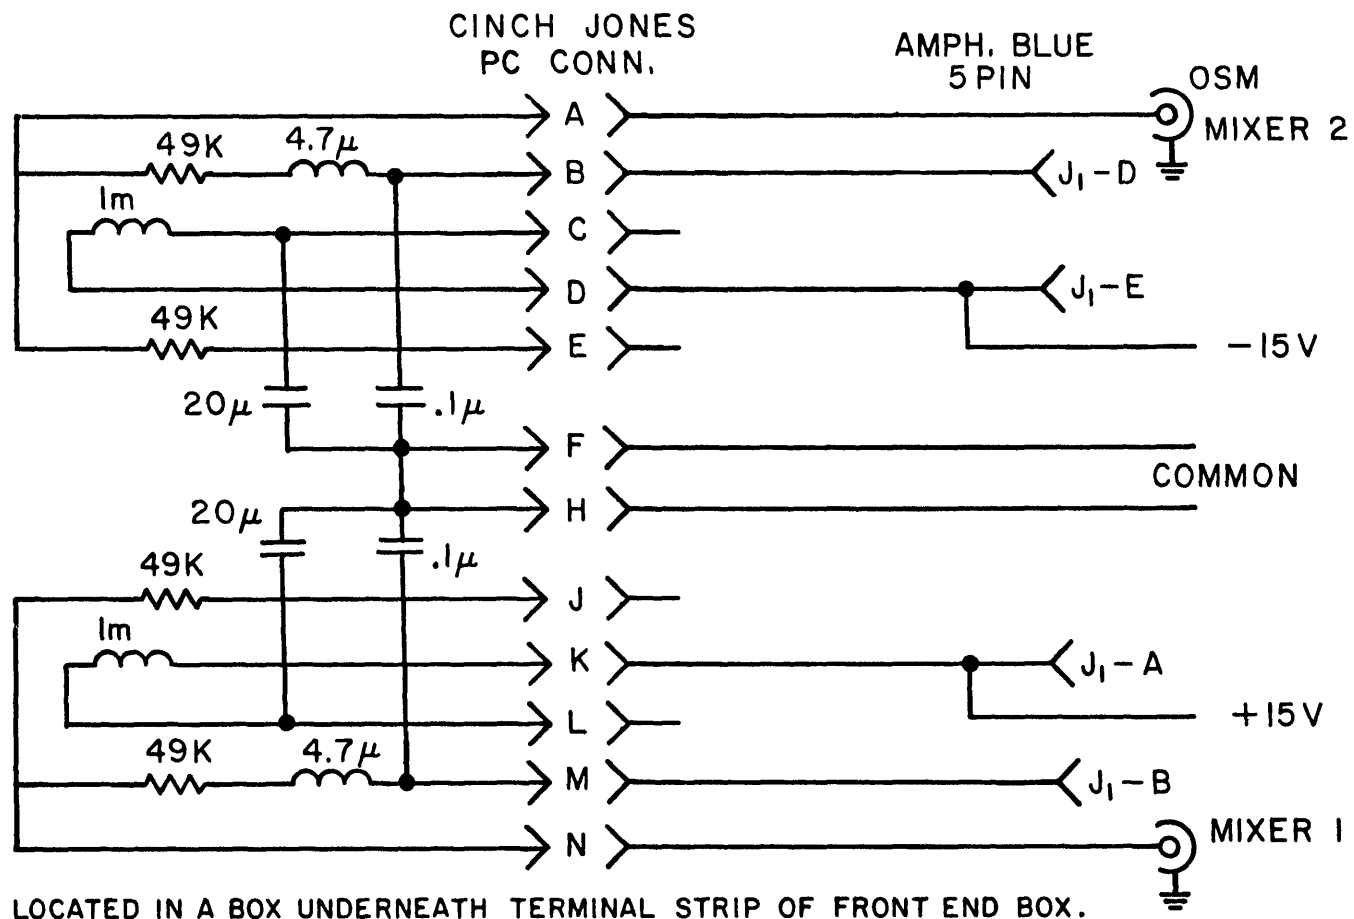 CINCH JONES
PC CONN.
AMPH. BLUE
5 PIN
OSM
MIXER 2
A
49K
4.7μ
B
J1-D
1m
C
D
J1-E
49K
E
-15V
20μ
.1μ
F
COMMON
20μ
H
.1μ
49K
J
1m
K
J1-A
L
+15V
49K
4.7μ
M
J1-B
N
MIXER 1
LOCATED IN A BOX UNDERNEATH TERMINAL STRIP OF FRONT END BOX.